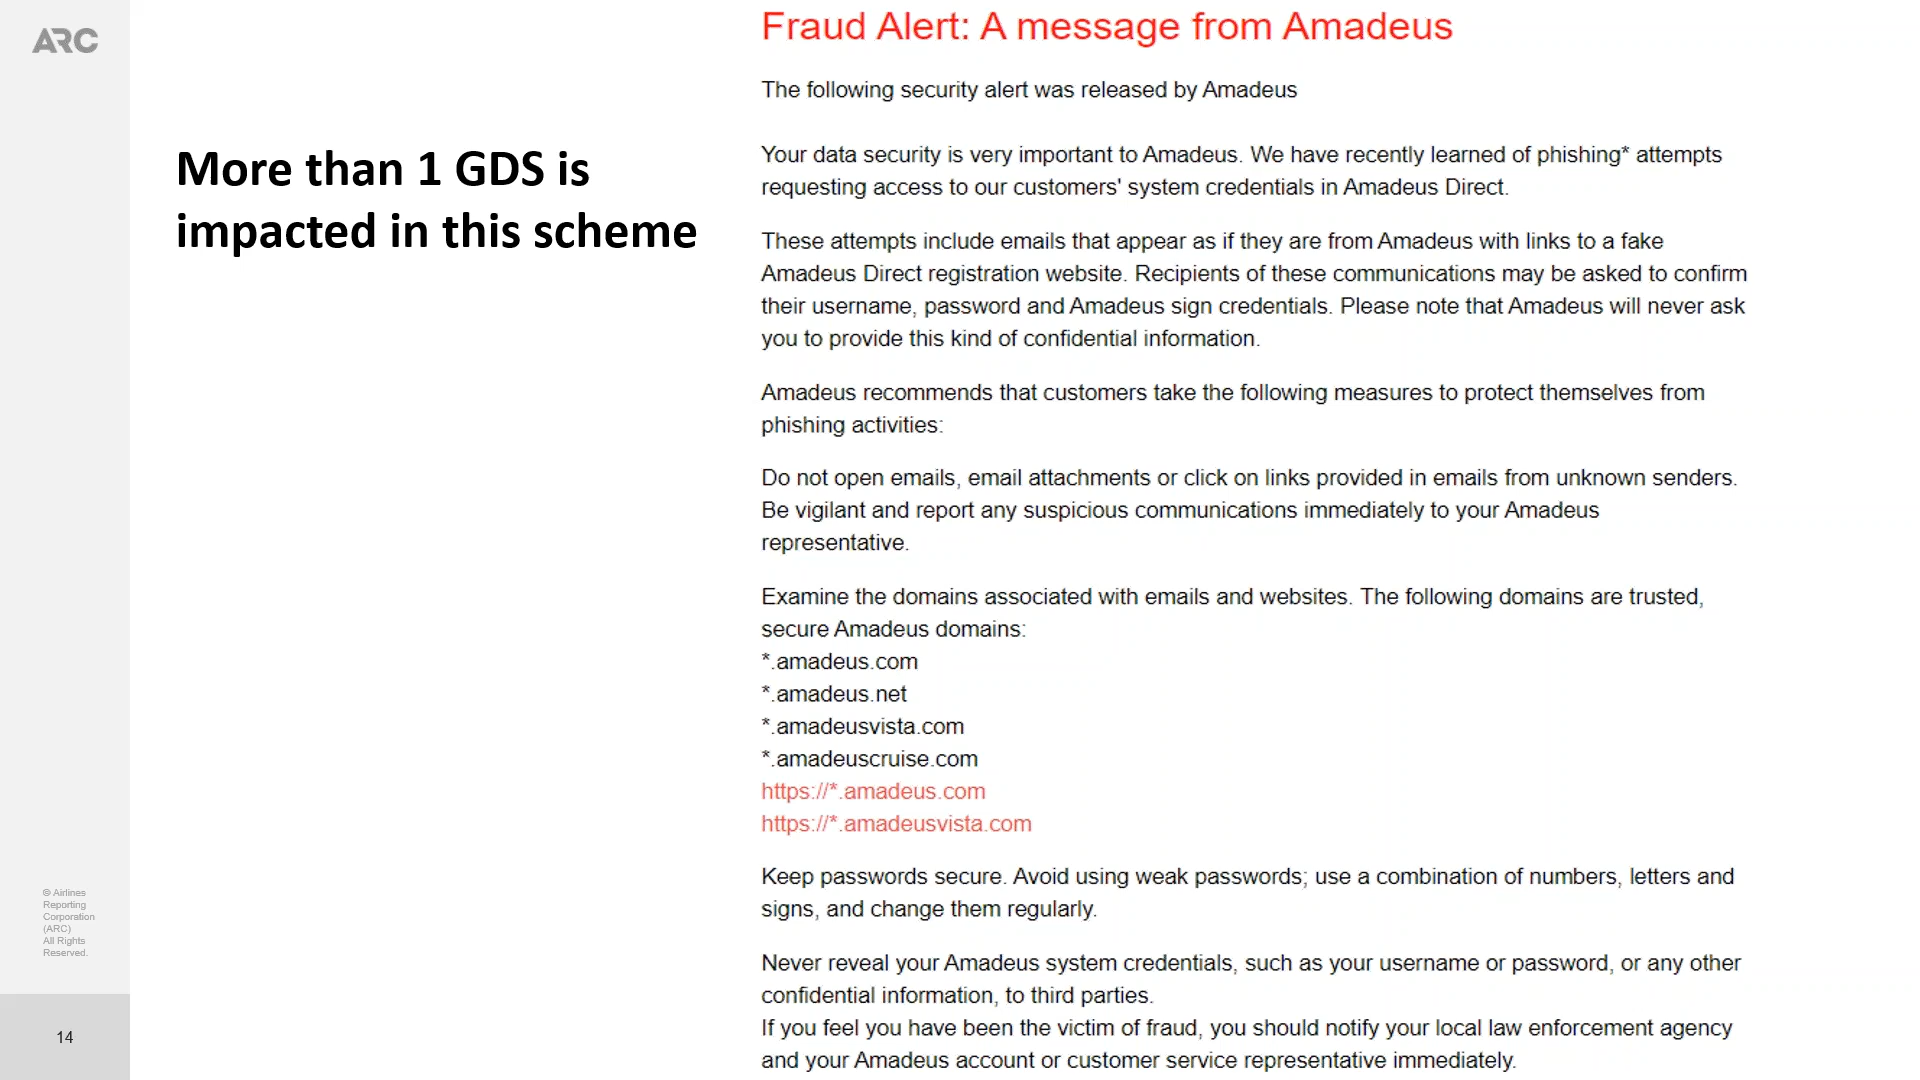 ARC
More than 1 GDS is
impacted in this scheme
Fraud Alert: A message from Amadeus
The following security alert was released by Amadeus
Your data security is very important to Amadeus. We have recently learned of phishing* attempts
requesting access to our customers' system credentials in Amadeus Direct.
These attempts include emails that appear as if they are from Amadeus with links to a fake
Amadeus Direct registration website. Recipients of these communications may be asked to confirm
their username, password and Amadeus sign credentials. Please note that Amadeus will never ask
you to provide this kind of confidential information.
Amadeus recommends that customers take the following measures to protect themselves from
phishing activities:
Do not open emails, email attachments or click on links provided in emails from unknown senders.
Be vigilant and report any suspicious communications immediately to your Amadeus
representative.
Examine the domains associated with emails and websites. The following domains are trusted,
secure Amadeus domains:
*.amadeus.com
*.amadeus.net
*.amadeusvista.com
*.amadeuscruise.com
https://*.amadeus.com
https://*.amadeusvista.com
Keep passwords secure. Avoid using weak passwords; use a combination of numbers, letters and
signs, and change them regularly.
Never reveal your Amadeus system credentials, such as your username or password, or any other
confidential information, to third parties.
If you feel you have been the victim of fraud, you should notify your local law enforcement agency
and your Amadeus account or customer service representative immediately.
© Airlines
Reporting
Corporation
(ARC)
All Rights
Reserved.
14